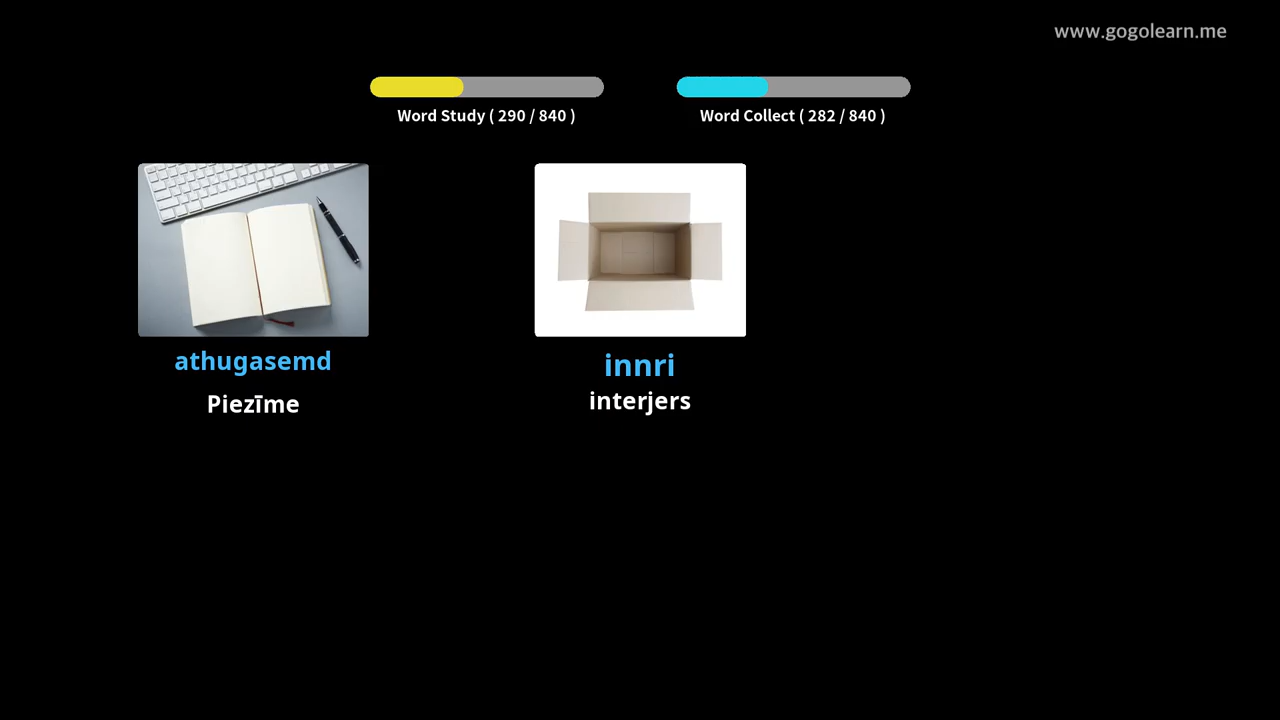 www.gogolearn.me
Word Study ( 290 / 840 )
Word Collect ( 282 / 840 )
athugasemd
Piezīme
innri
interjers